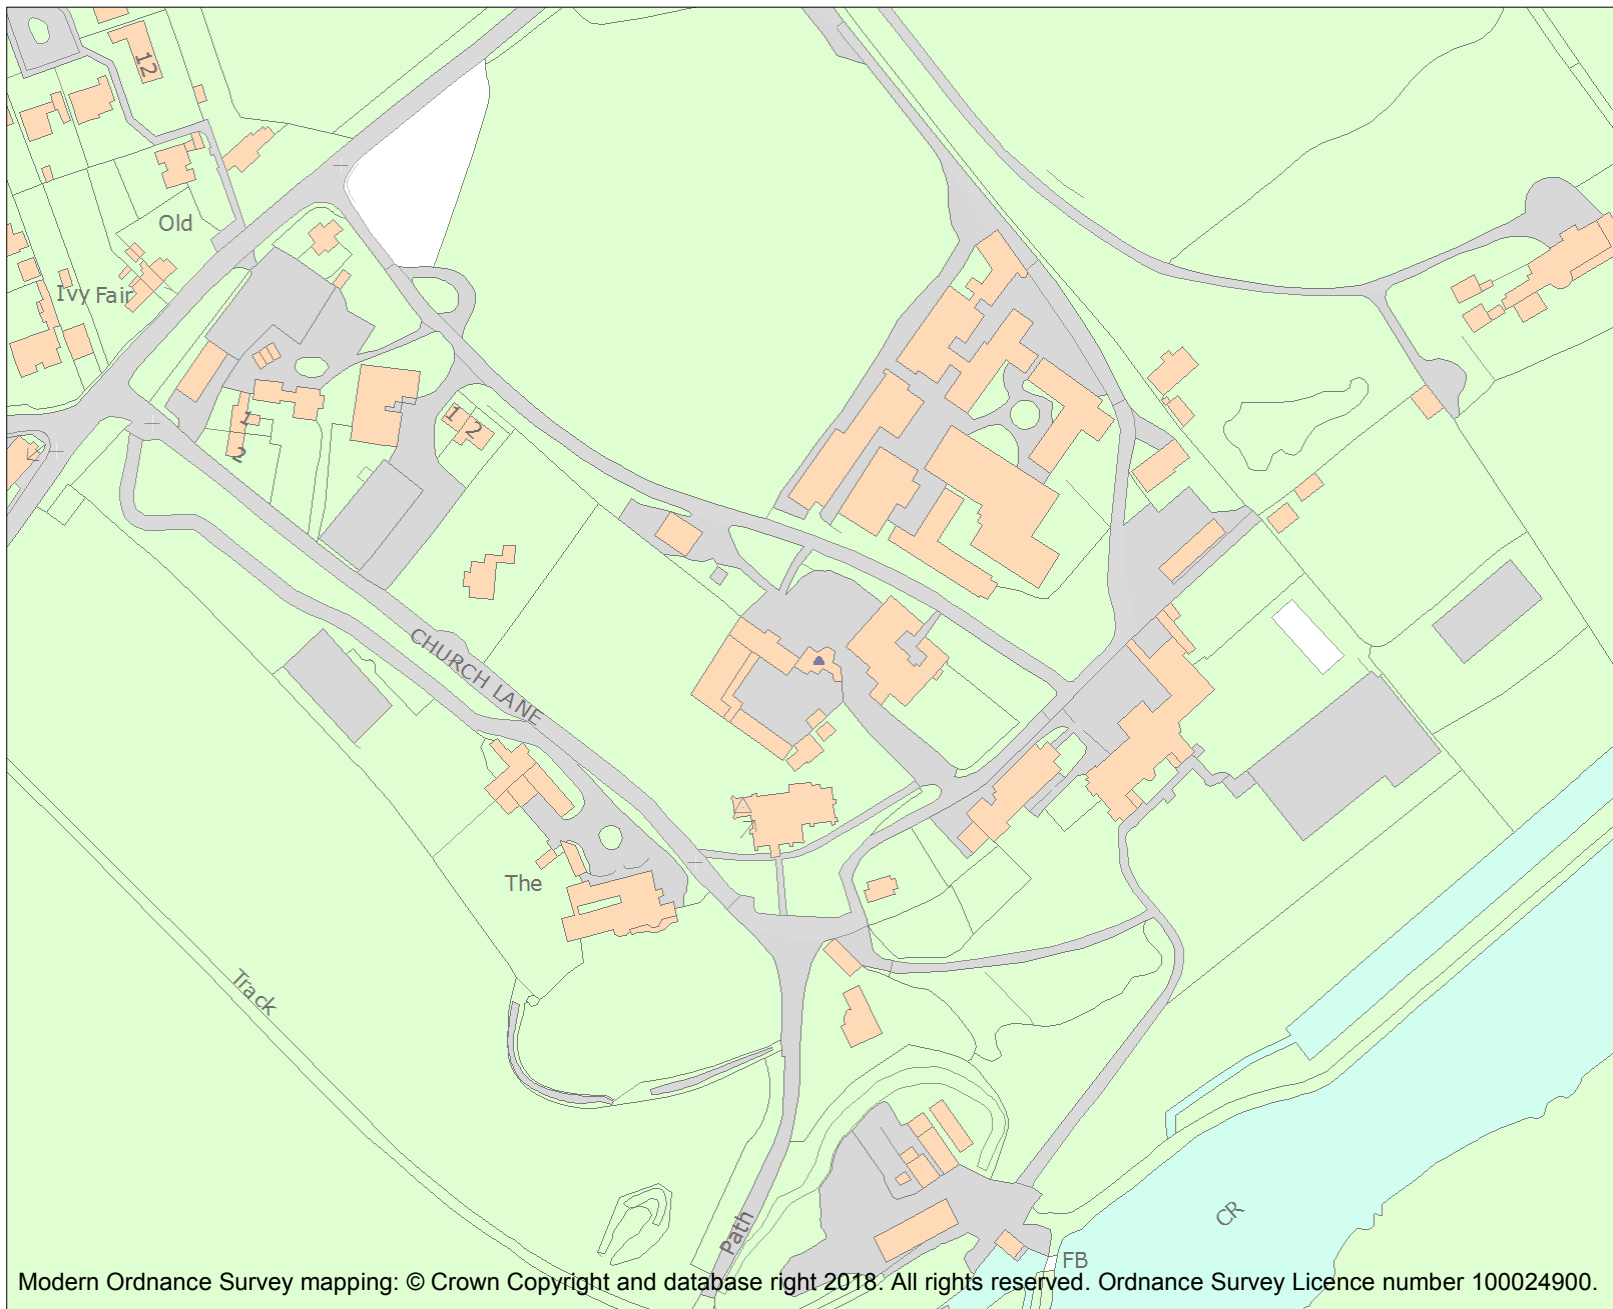 12
Old
Ivy Fair
1
2
1 2
CHURCH LANE
The
Track
Path
CR
FB
Modern Ordnance Survey mapping: © Crown Copyright and database right 2018. All rights reserved. Ordnance Survey Licence number 100024900.